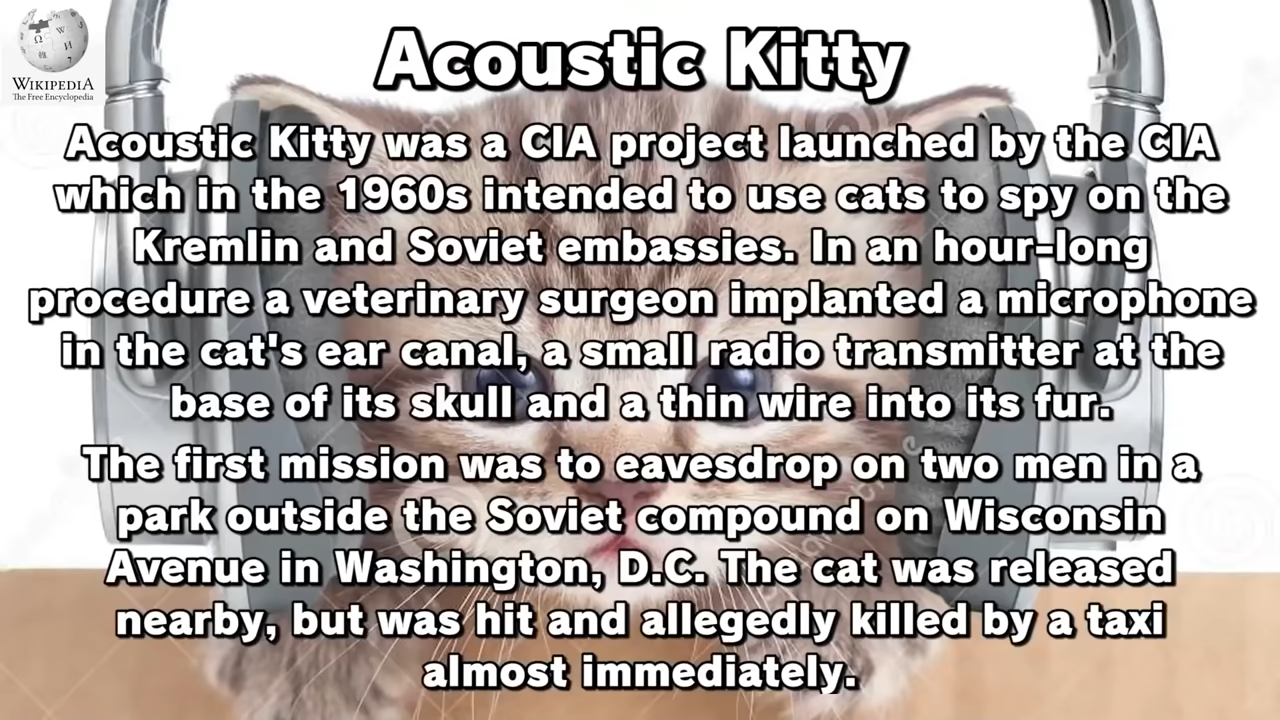 WIKIPEDIA
The Free Encyclopedia
Acoustic Kitty
Acoustic Kitty was a CIA project launched by the CIA
which in the 1960s intended to use cats to spy on the
Kremlin and Soviet embassies. In an hour-long
procedure a veterinary surgeon implanted a microphone
in the cat's ear canal, a small radio transmitter at the
base of its skull and a thin wire into its fur.
The first mission was to eavesdrop on two men in a
park outside the Soviet compound on Wisconsin
Avenue in Washington, D.C. The cat was released
nearby, but was hit and allegedly killed by a taxi
almost immediately.